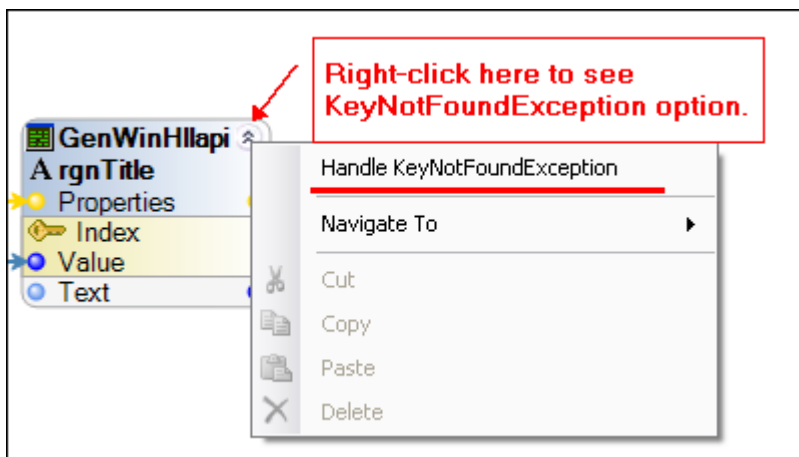 Right-click here to see
KeyNotFoundException option.
GenWinHllapi
A rgnTitle
Properties
Index
Value
Text
Handle KeyNotFoundException
Navigate To
Cut
Copy
Paste
Delete